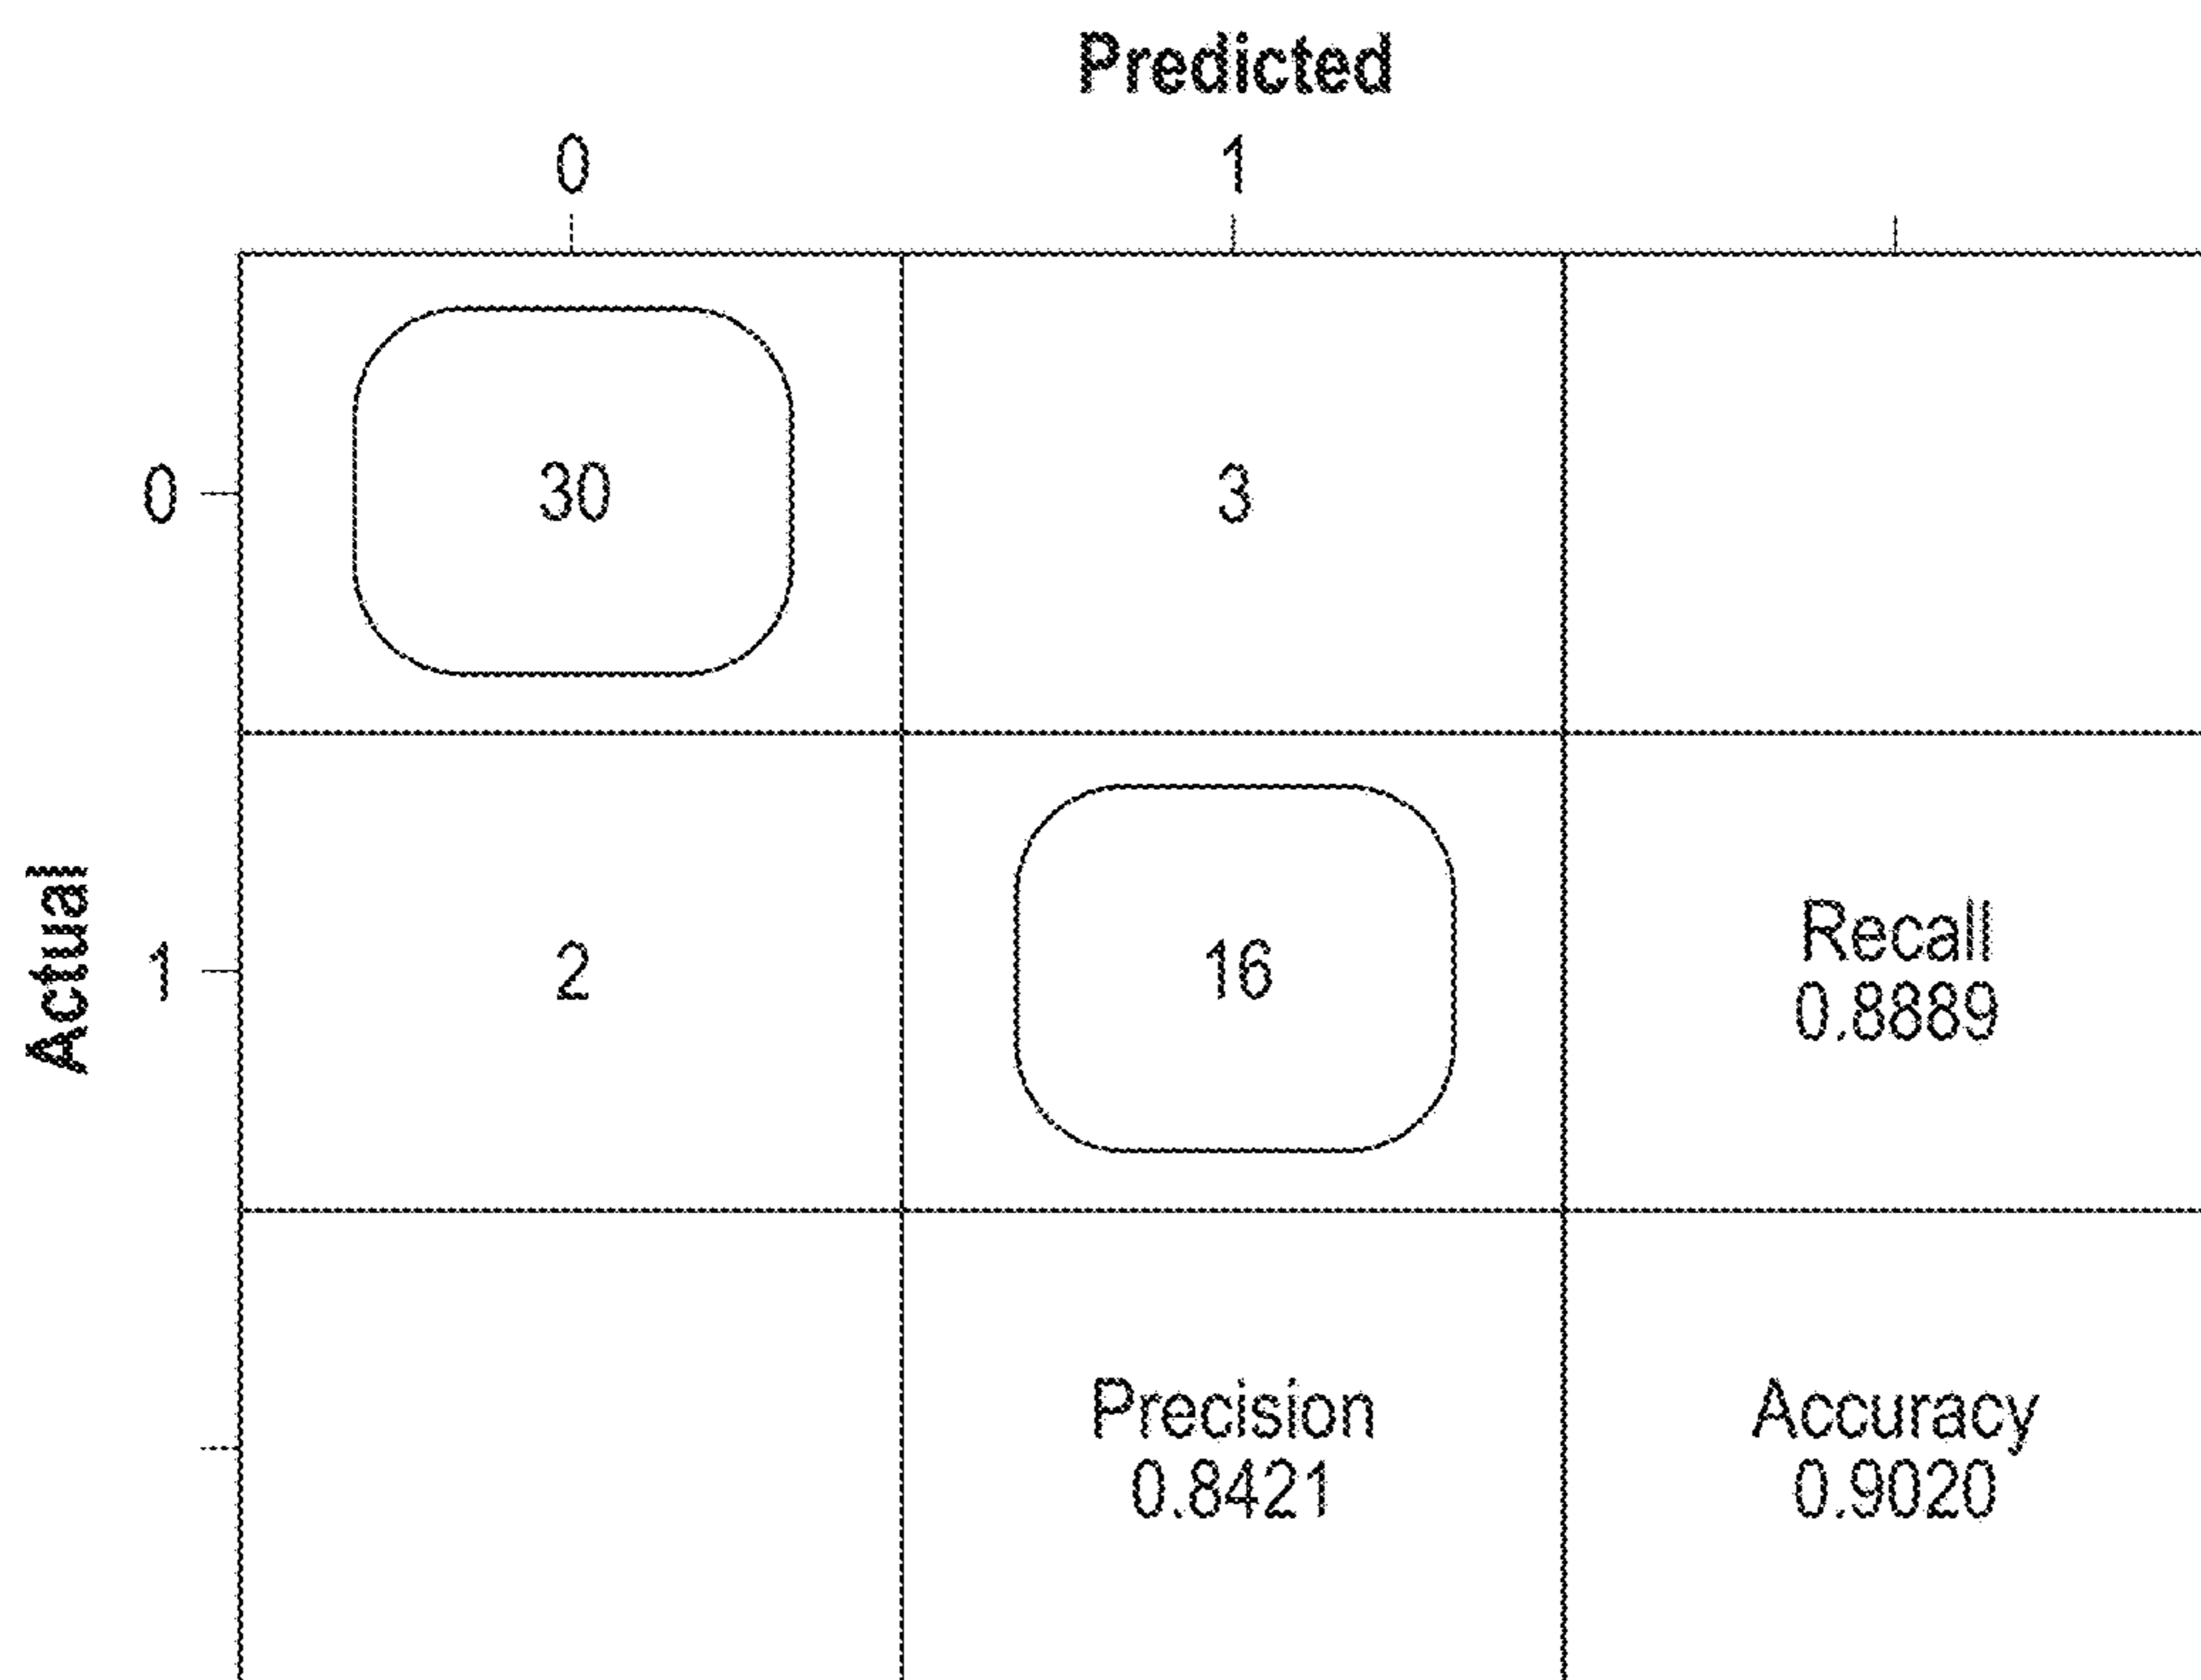 Predicted
0 1
0 30 3
Actual
1 2 16 Recall
0.8889
Precision Accuracy
0.8421 0.9020